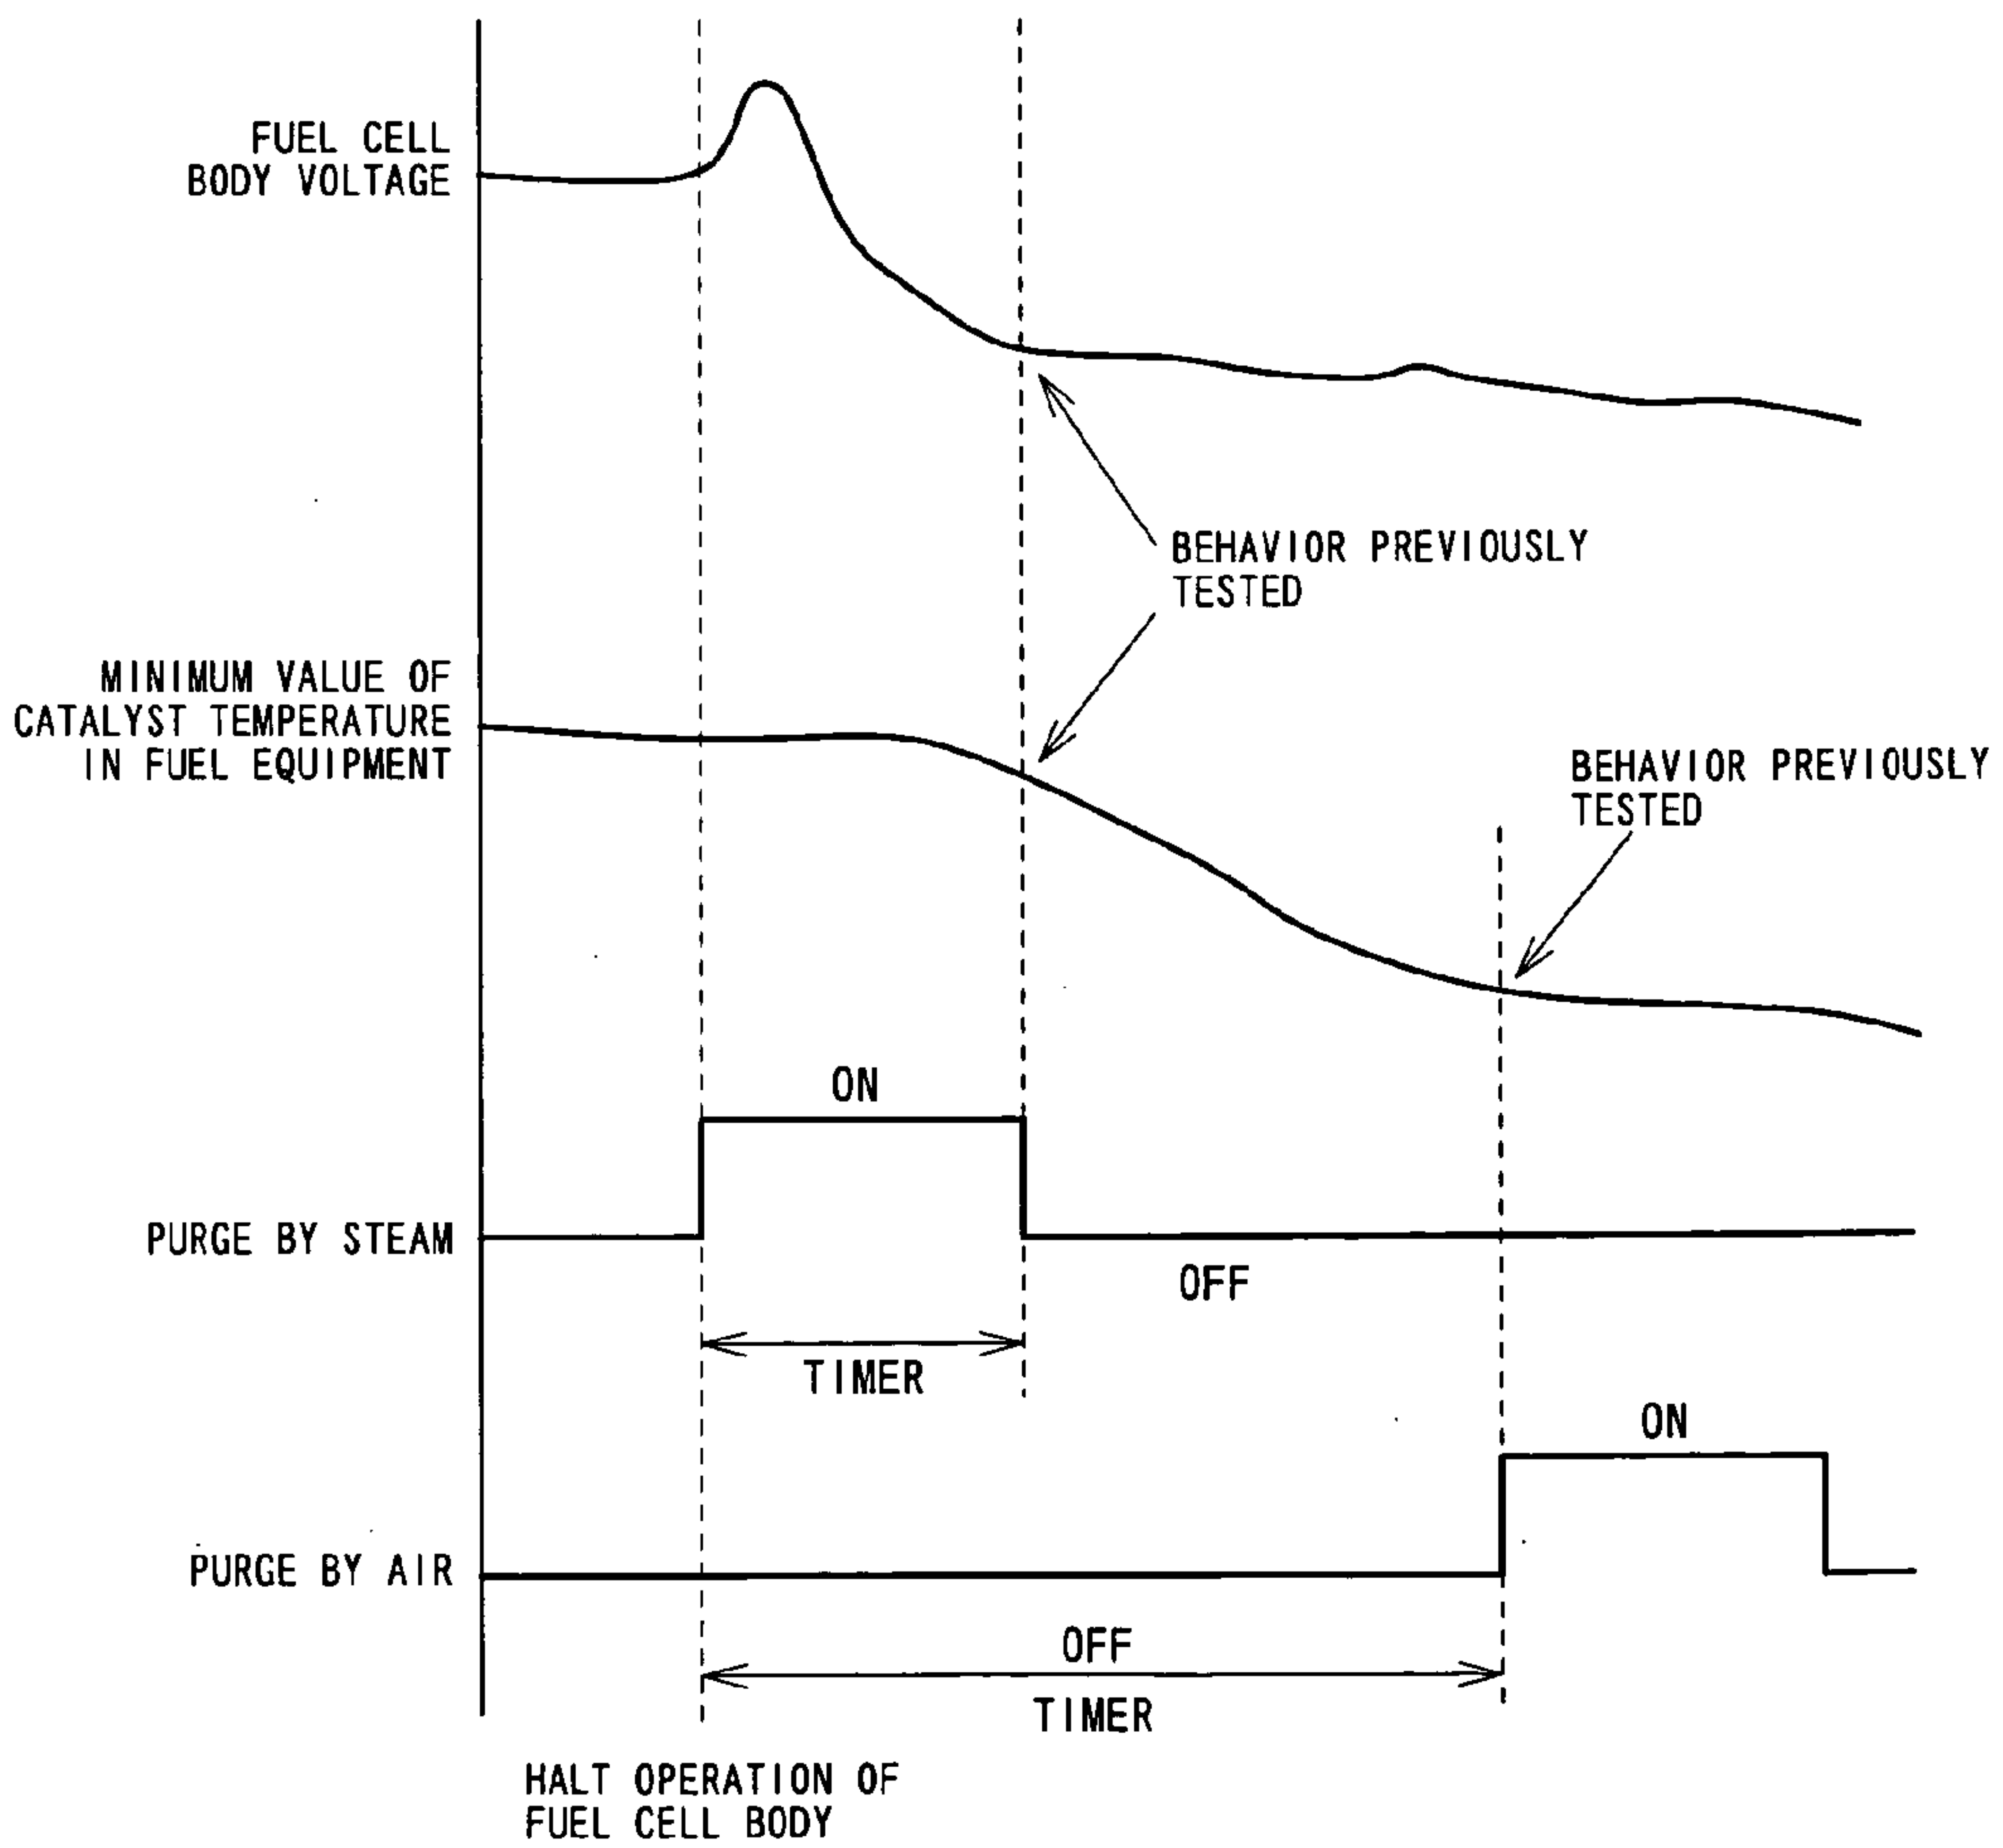 FUEL CELL
BODY VOLTAGE
BEHAVIOR PREVIOUSLY
TESTED
MINIMUM VALUE OF
CATALYST TEMPERATURE
IN FUEL EQUIPMENT
BEHAVIOR PREVIOUSLY
TESTED
ON
PURGE BY STEAM
OFF
TIMER
ON
PURGE BY AIR
OFF
TIMER
HALT OPERATION OF
FUEL CELL BODY